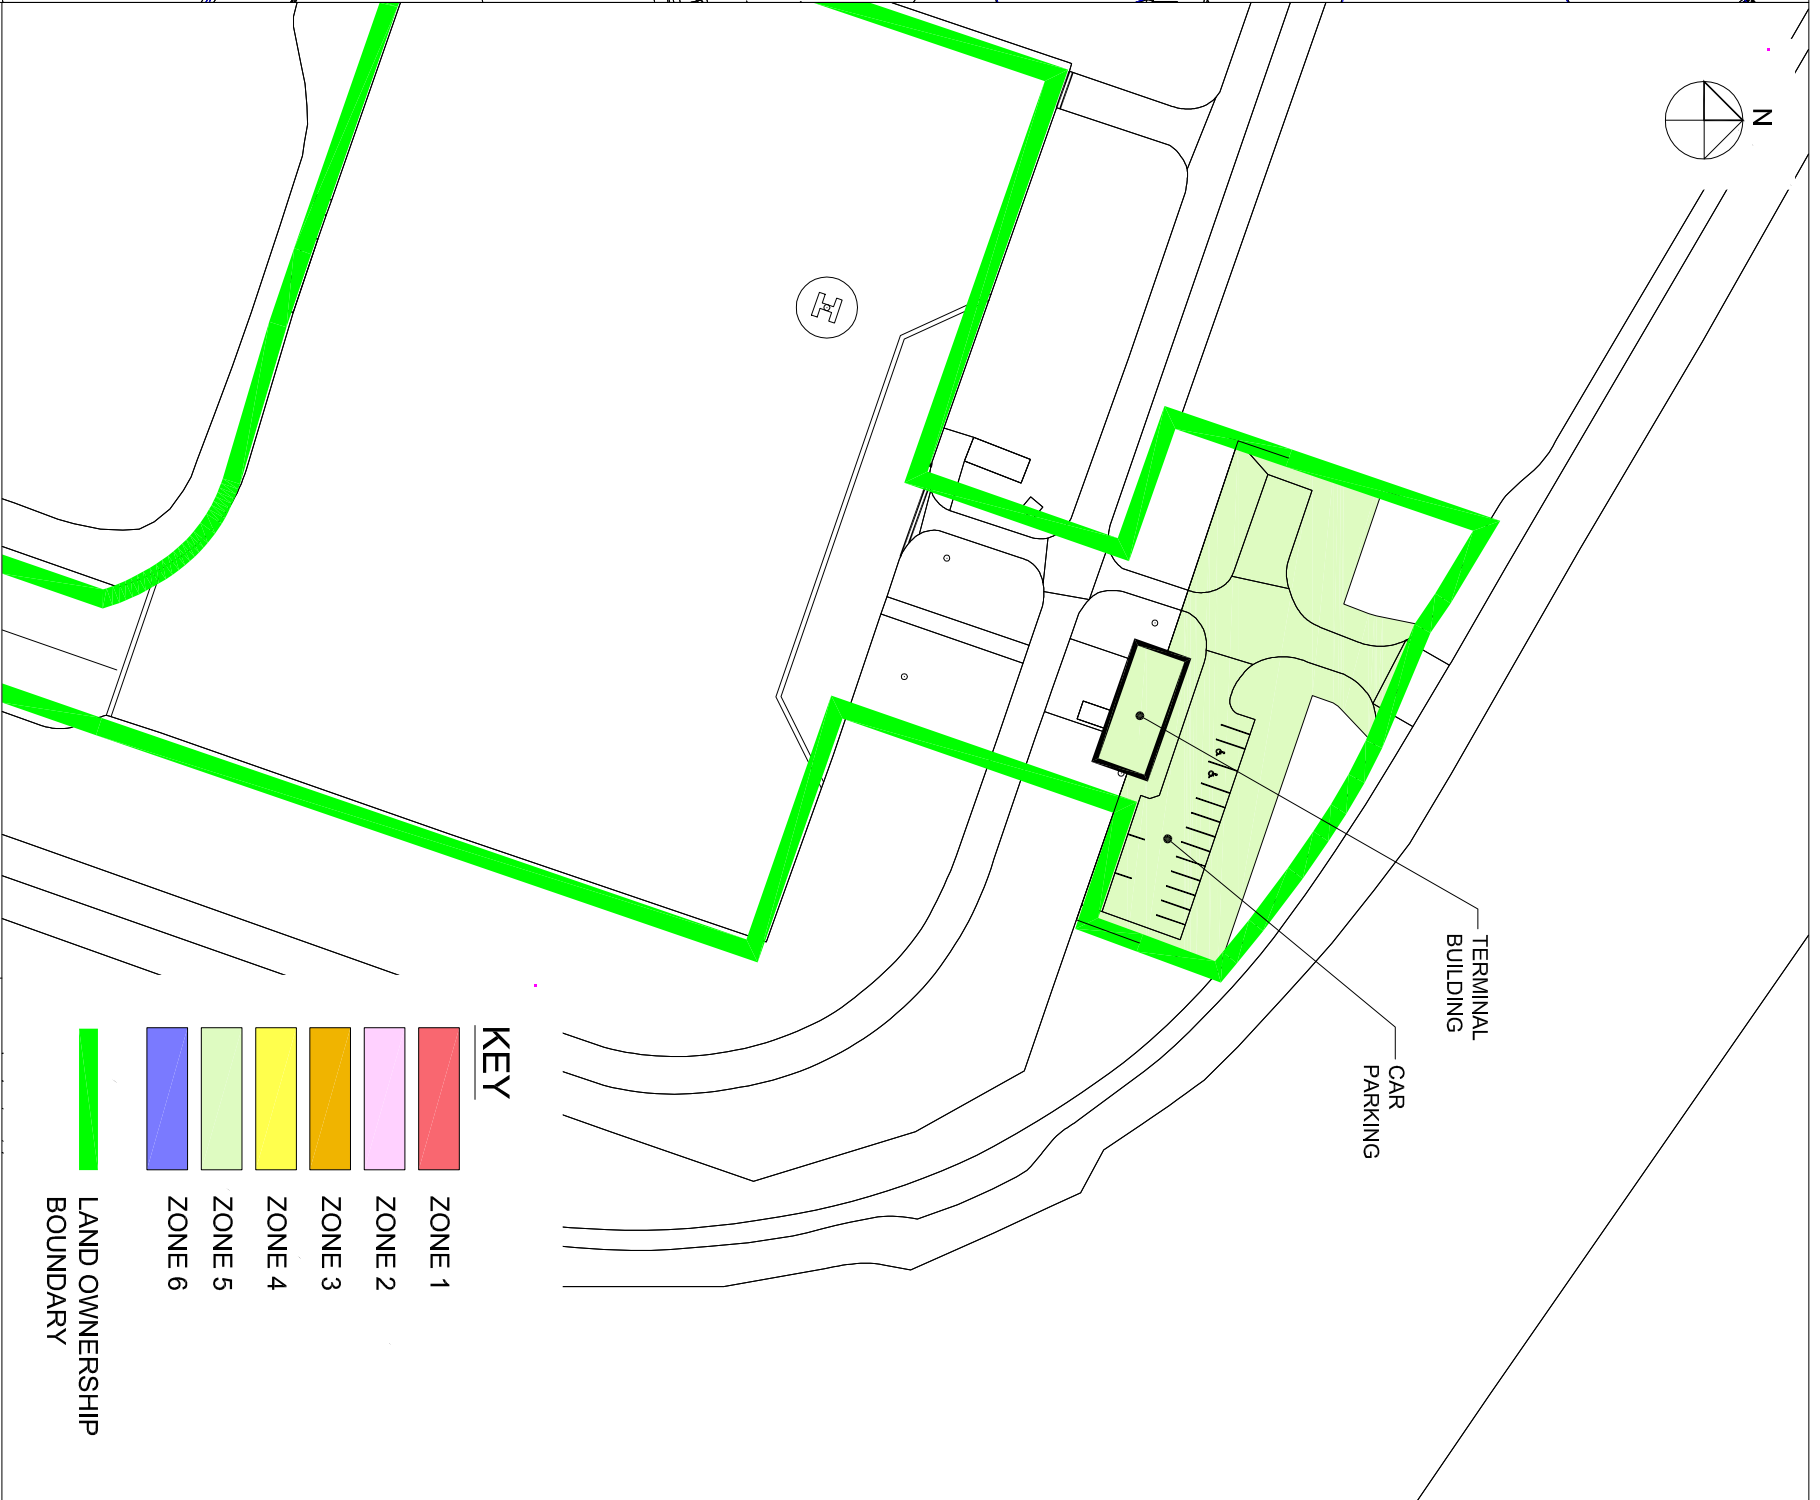 N
TERMINAL
BUILDING
CAR
PARKING
H
KEY
ZONE 1
ZONE 2
ZONE 3
ZONE 4
ZONE 5
ZONE 6
LAND OWNERSHIP
BOUNDARY